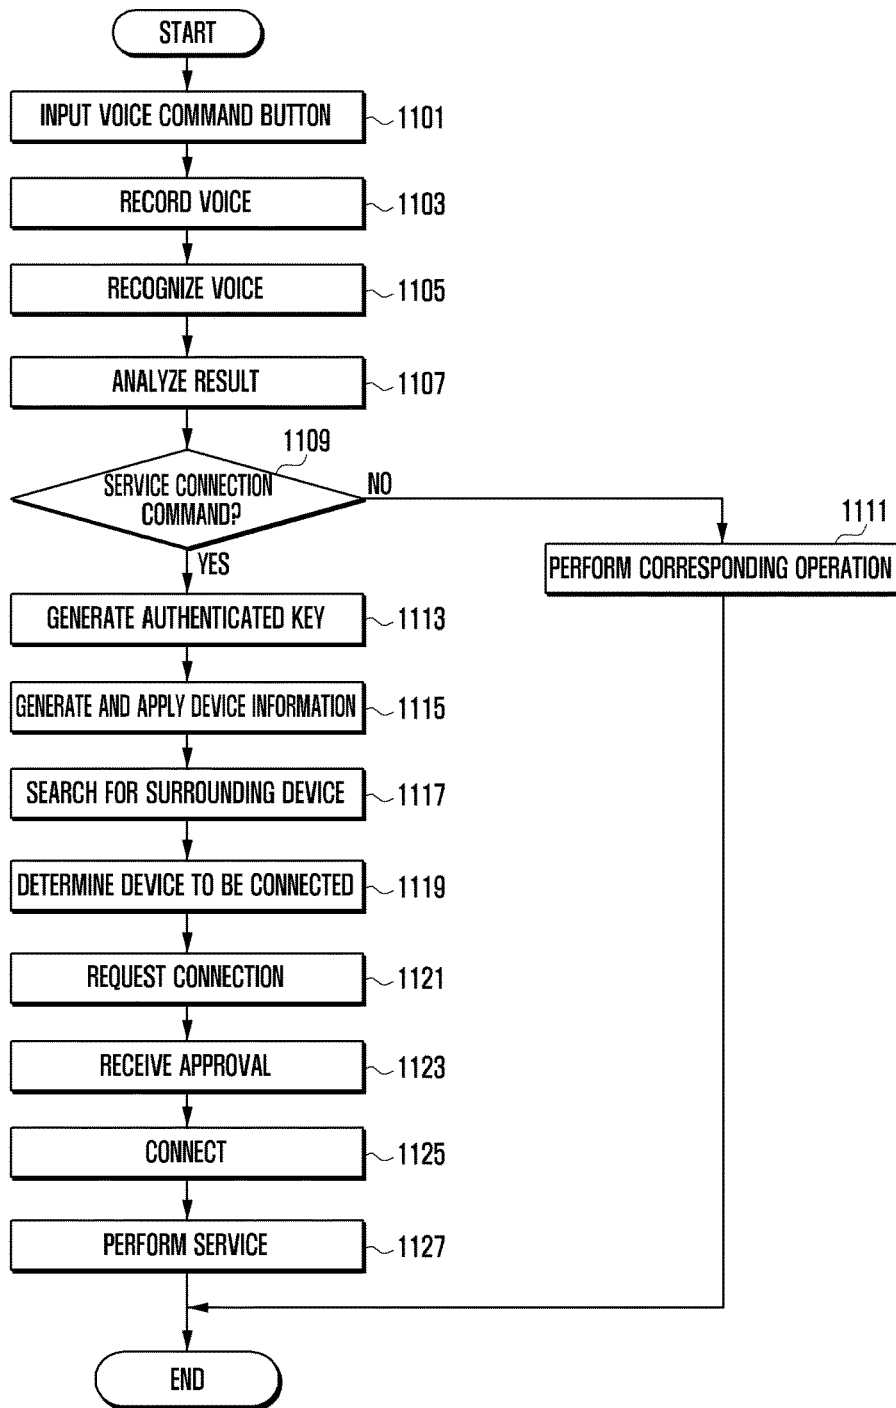 START
INPUT VOICE COMMAND BUTTON
1101
RECORD VOICE
1103
RECOGNIZE VOICE
1105
ANALYZE RESULT
1107
1109
SERVICE CONNECTION
COMMAND?
NO
YES
1111
PERFORM CORRESPONDING OPERATION
GENERATE AUTHENTICATED KEY
1113
GENERATE AND APPLY DEVICE INFORMATION
1115
SEARCH FOR SURROUNDING DEVICE
1117
DETERMINE DEVICE TO BE CONNECTED
1119
REQUEST CONNECTION
1121
RECEIVE APPROVAL
1123
CONNECT
1125
PERFORM SERVICE
1127
END